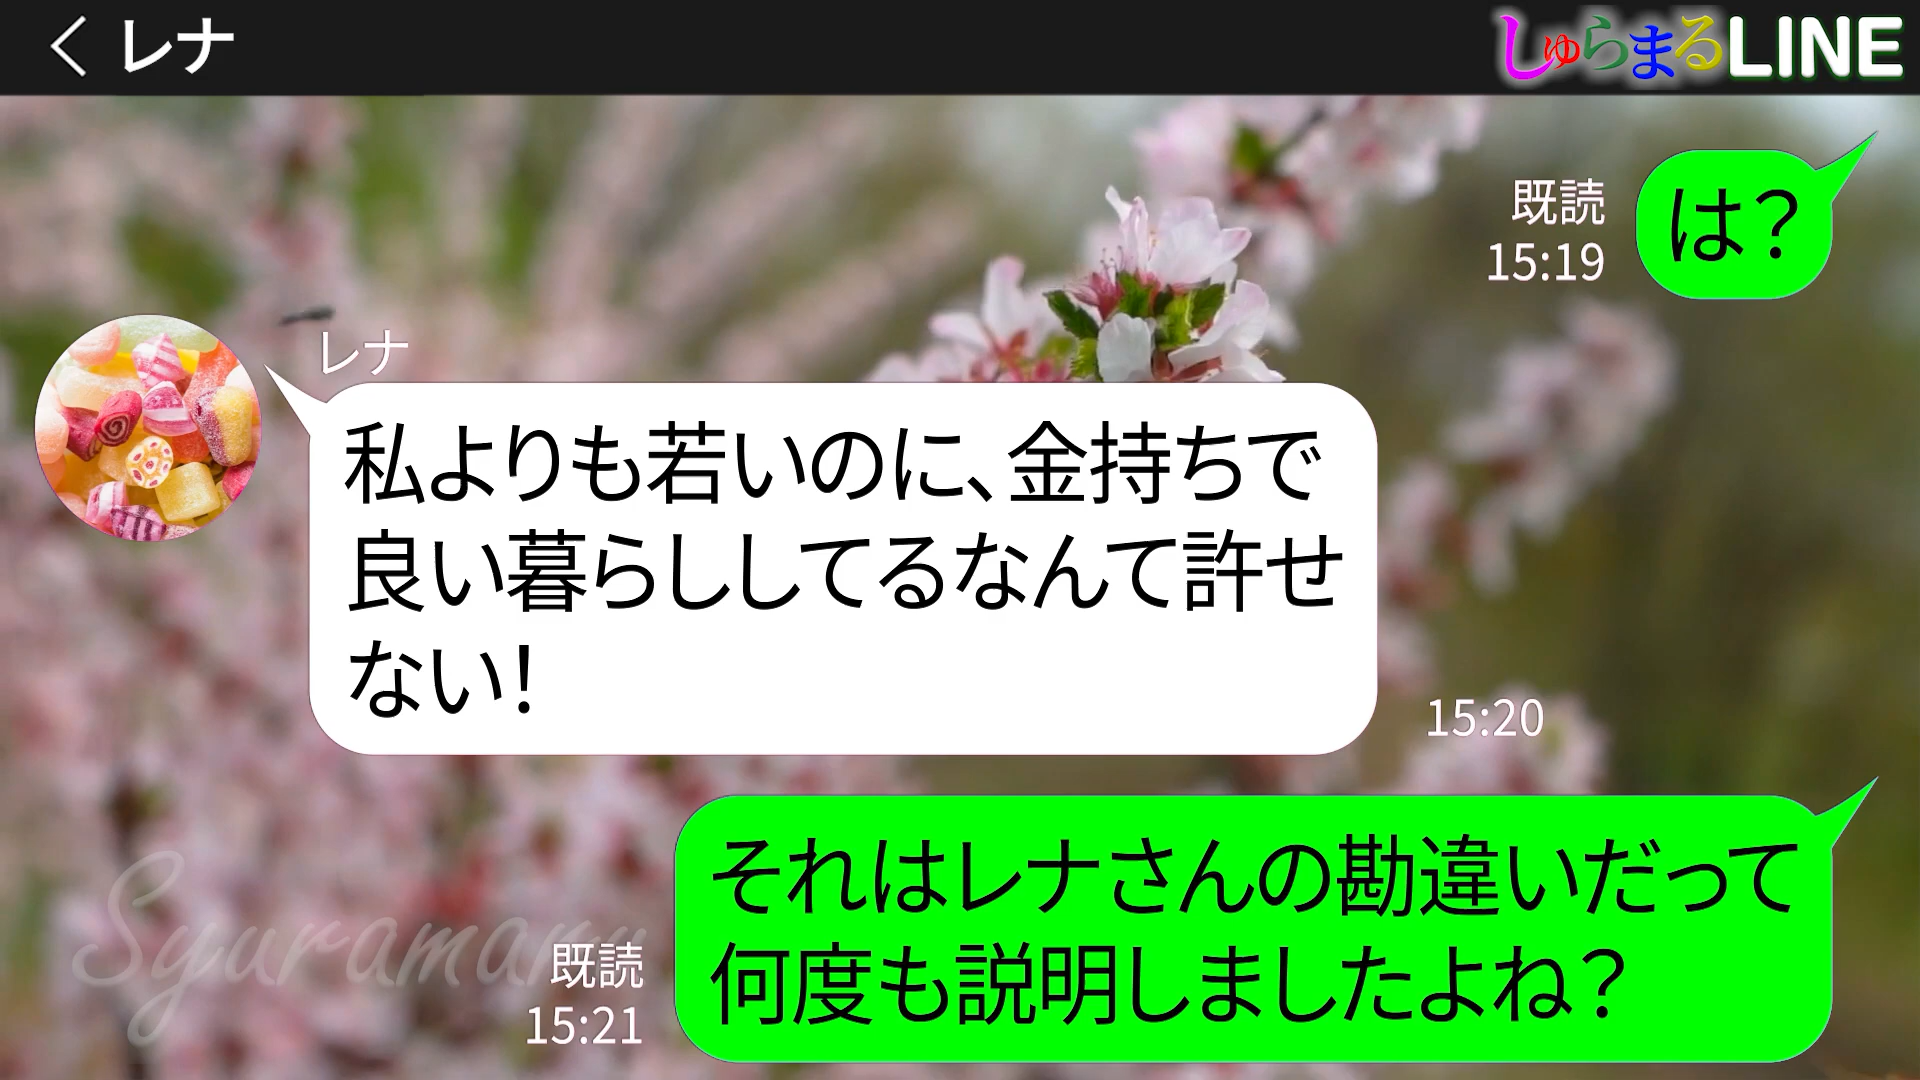 レナ
しゅらまるLINE
は？
既読
15:19
レナ
私よりも若いのに、金持ちで
良い暮らししてるなんて許せ
ない！
15:20
それはレナさんの勘違いだって
何度も説明しましたよね？
既読
15:21
Syuramaru